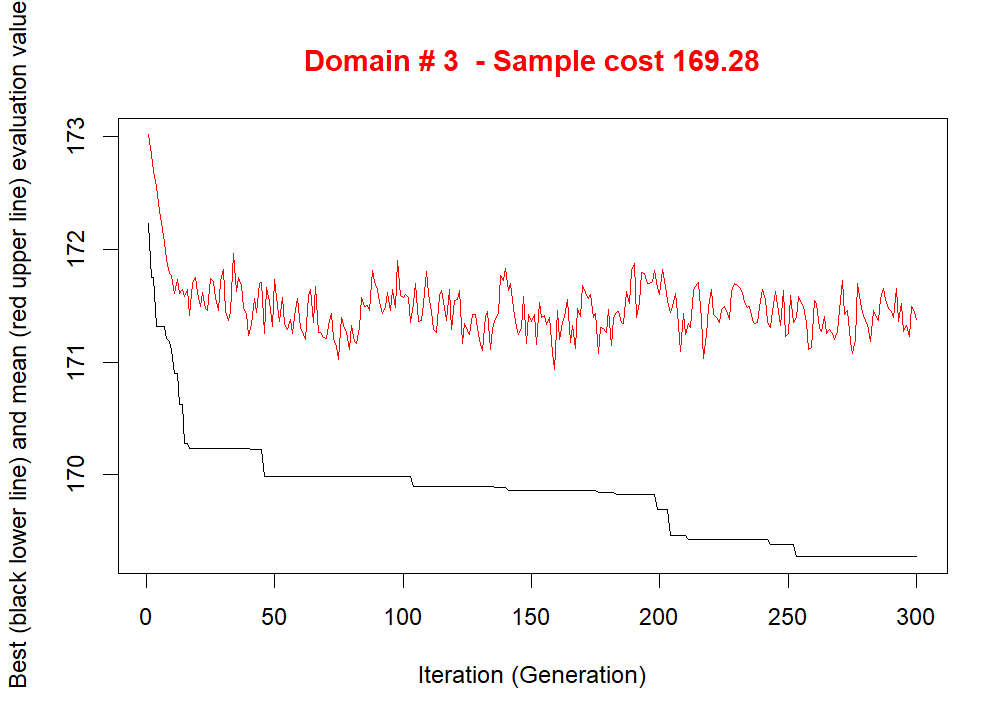 Domain # 3  - Sample cost 169.28
Best (black lower line) and mean (red upper line) evaluation value
173
172
171
170
0 50 100 150 200 250 300
Iteration (Generation)